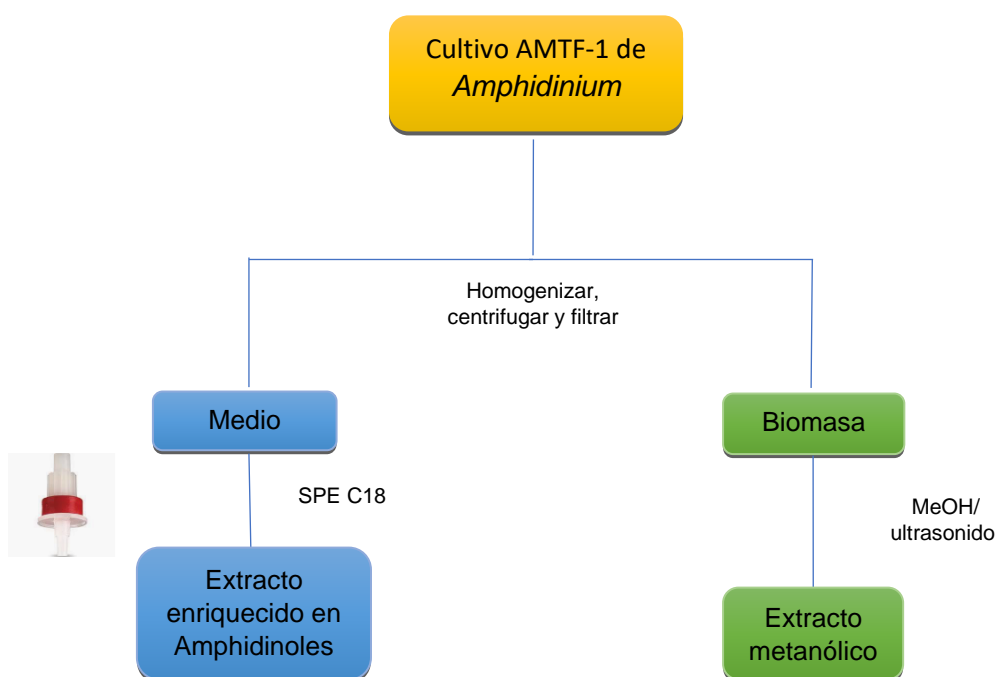 Cultivo AMTF-1 de
Amphidinium
Homogenizar,
centrifugar y filtrar
Medio
Biomasa
SPE C18
MeOH/
ultrasonido
Extracto
enriquecido en
Amphidinoles
Extracto
metanólico